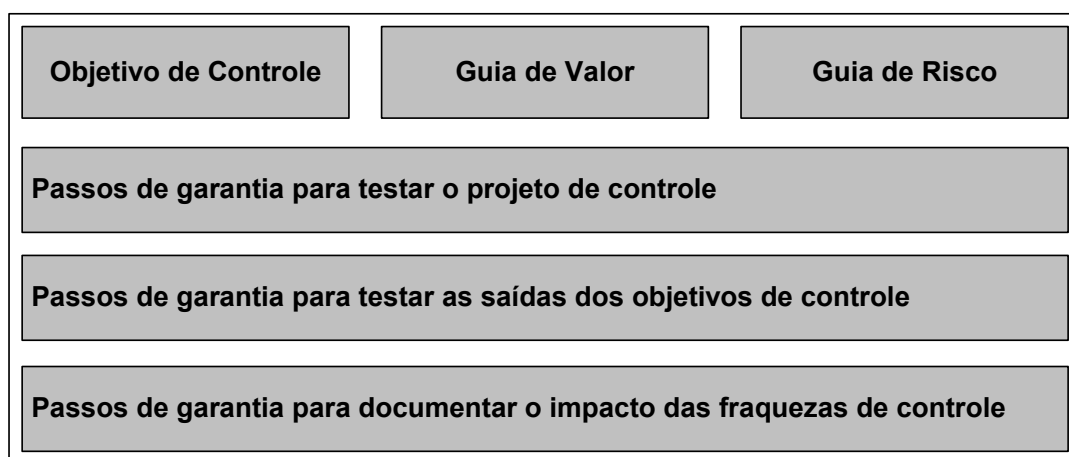 Objetivo de Controle
Guia de Valor
Guia de Risco
Passos de garantia para testar o projeto de controle
Passos de garantia para testar as saídas dos objetivos de controle
Passos de garantia para documentar o impacto das fraquezas de controle